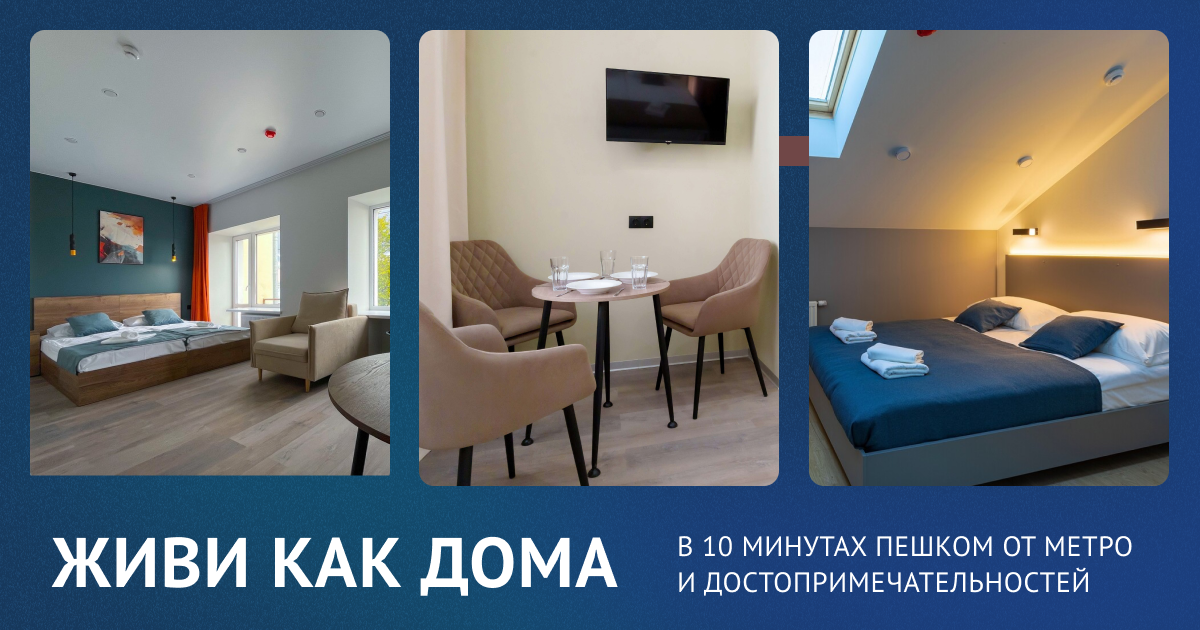 ЖИВИ КАК ДОМА
В 10 МИНУТАХ ПЕШКОМ ОТ МЕТРО
И ДОСТОПРИМЕЧАТЕЛЬНОСТЕЙ